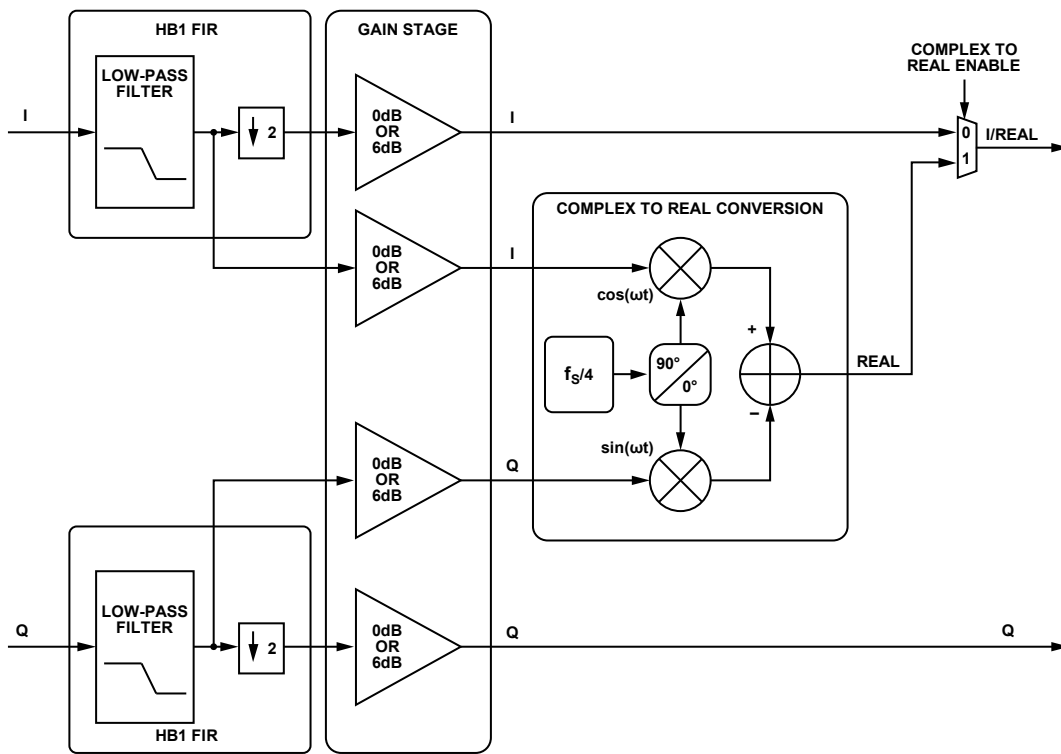 HB1 FIR
GAIN STAGE
LOW-PASS
FILTER
I
2
0dB
OR
6dB
I
COMPLEX TO
REAL ENABLE
0
1
I/REAL
0dB
OR
6dB
I
COMPLEX TO REAL CONVERSION
cos(ωt)
fS/4
90°
0°
+
–
REAL
sin(ωt)
0dB
OR
6dB
Q
LOW-PASS
FILTER
Q
2
HB1 FIR
0dB
OR
6dB
Q
Q